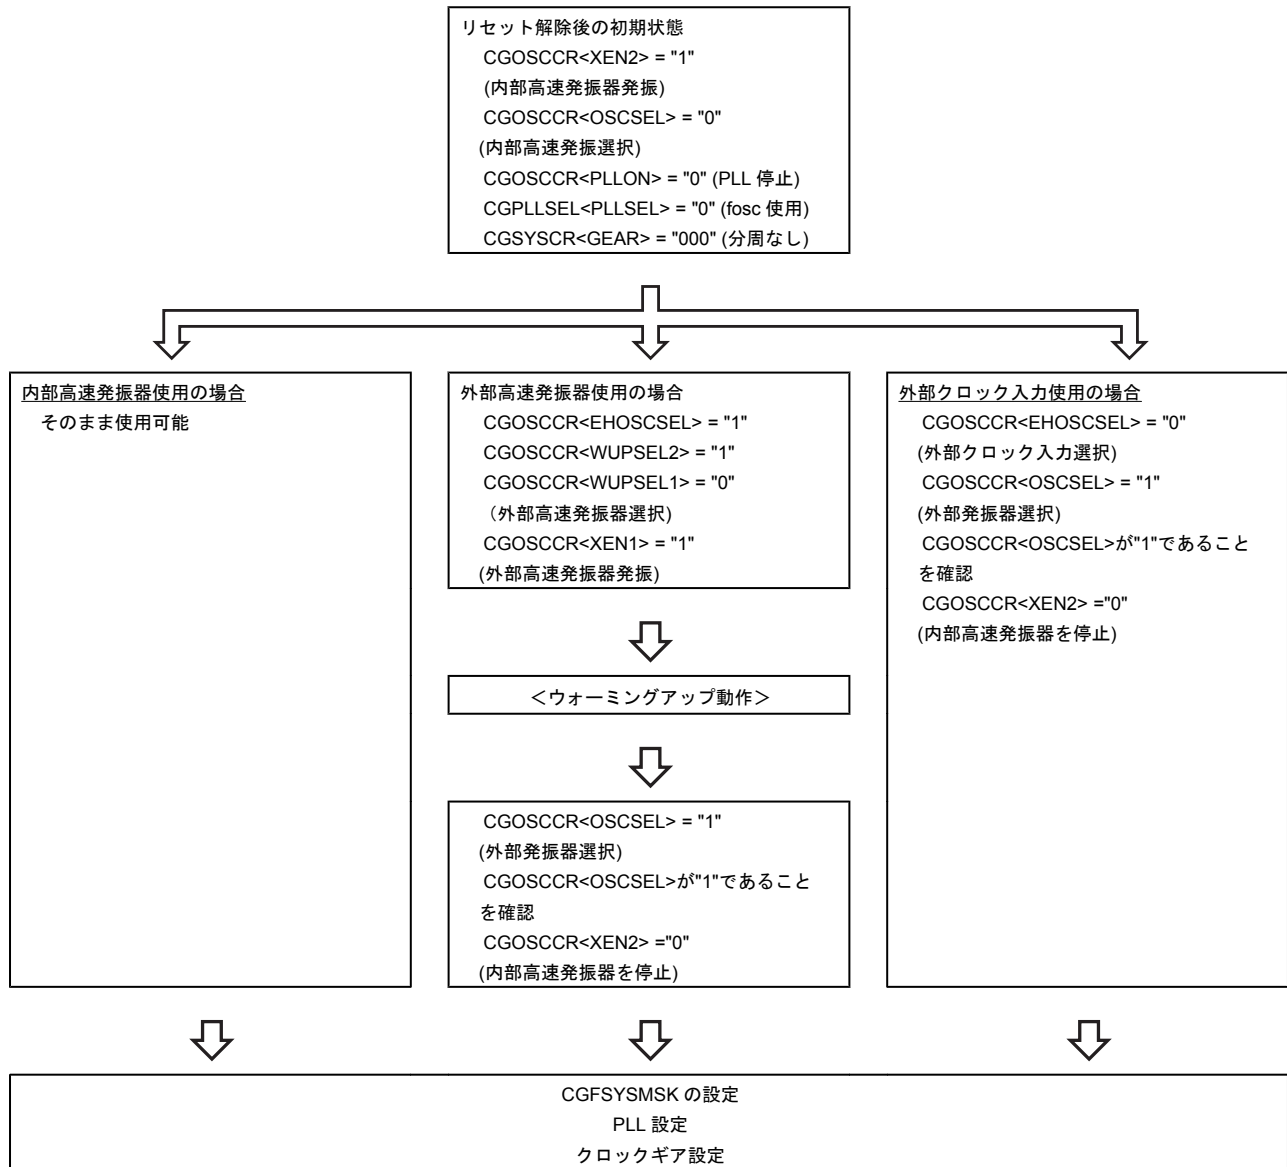 リセット解除後の初期状態
CGOSCCR<XEN2> = "1"
(内部高速発振器発振)
CGOSCCR<OSCSEL> = "0"
(内部高速発振選択)
CGOSCCR<PLLON> = "0" (PLL 停止)
CGPLLSEL<PLLSEL> = "0" (fosc 使用)
CGSYSCR<GEAR> = "000" (分周なし)
内部高速発振器使用の場合
そのまま使用可能
外部高速発振器使用の場合
CGOSCCR<EHOSCSEL> = "1"
CGOSCCR<WUPSEL2> = "1"
CGOSCCR<WUPSEL1> = "0"
（外部高速発振器選択)
CGOSCCR<XEN1> = "1"
(外部高速発振器発振)
＜ウォーミングアップ動作＞
CGOSCCR<OSCSEL> = "1"
(外部発振器選択)
CGOSCCR<OSCSEL>が"1"であること
を確認
CGOSCCR<XEN2> ="0"
(内部高速発振器を停止)
外部クロック入力使用の場合
CGOSCCR<EHOSCSEL> = "0"
(外部クロック入力選択)
CGOSCCR<OSCSEL> = "1"
(外部発振器選択)
CGOSCCR<OSCSEL>が"1"であること
を確認
CGOSCCR<XEN2> ="0"
(内部高速発振器を停止)
CGFSYSMSK の設定
PLL 設定
クロックギア設定